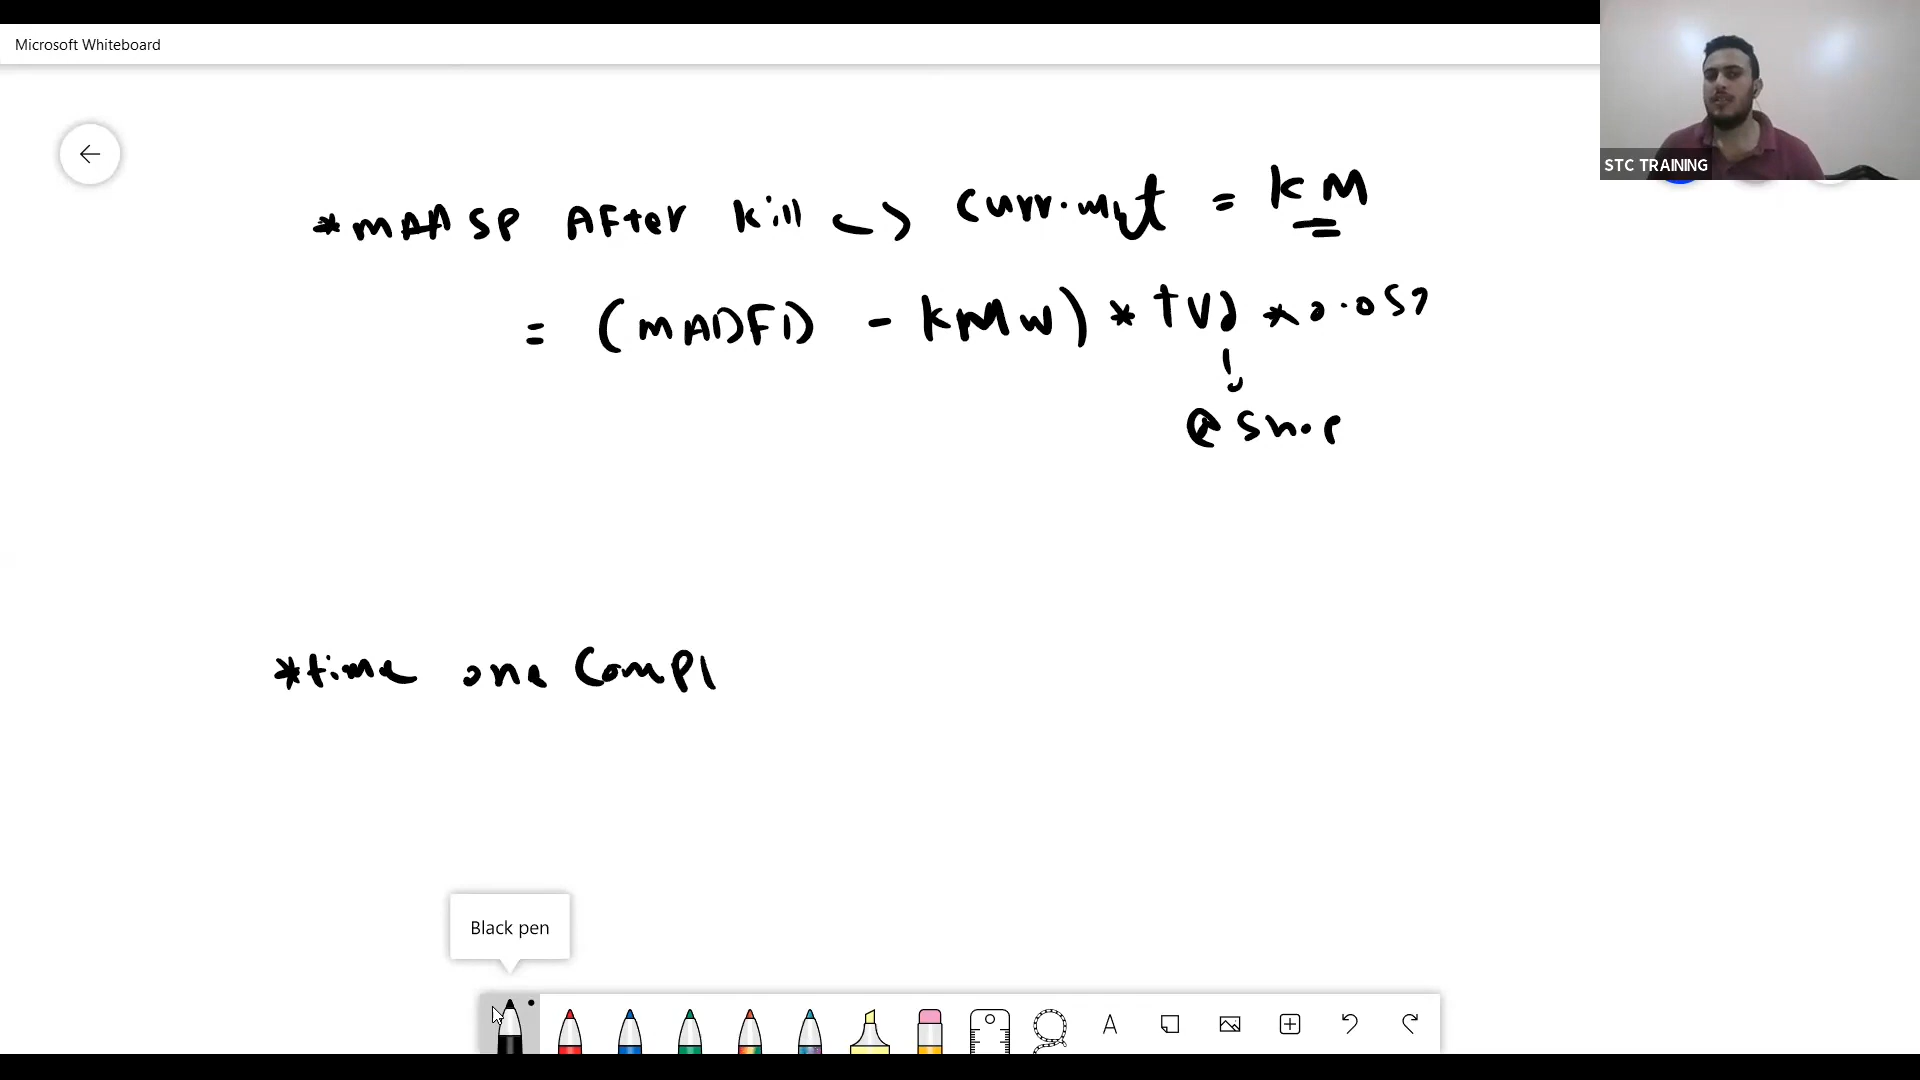 Microsoft Whiteboard
STC TRAINING
*MAASP AFter kill → Curr. mwt = KM
= (MADFD - KMW) * TVD * 0.052
@ Shoe
*time one Compl
Black pen